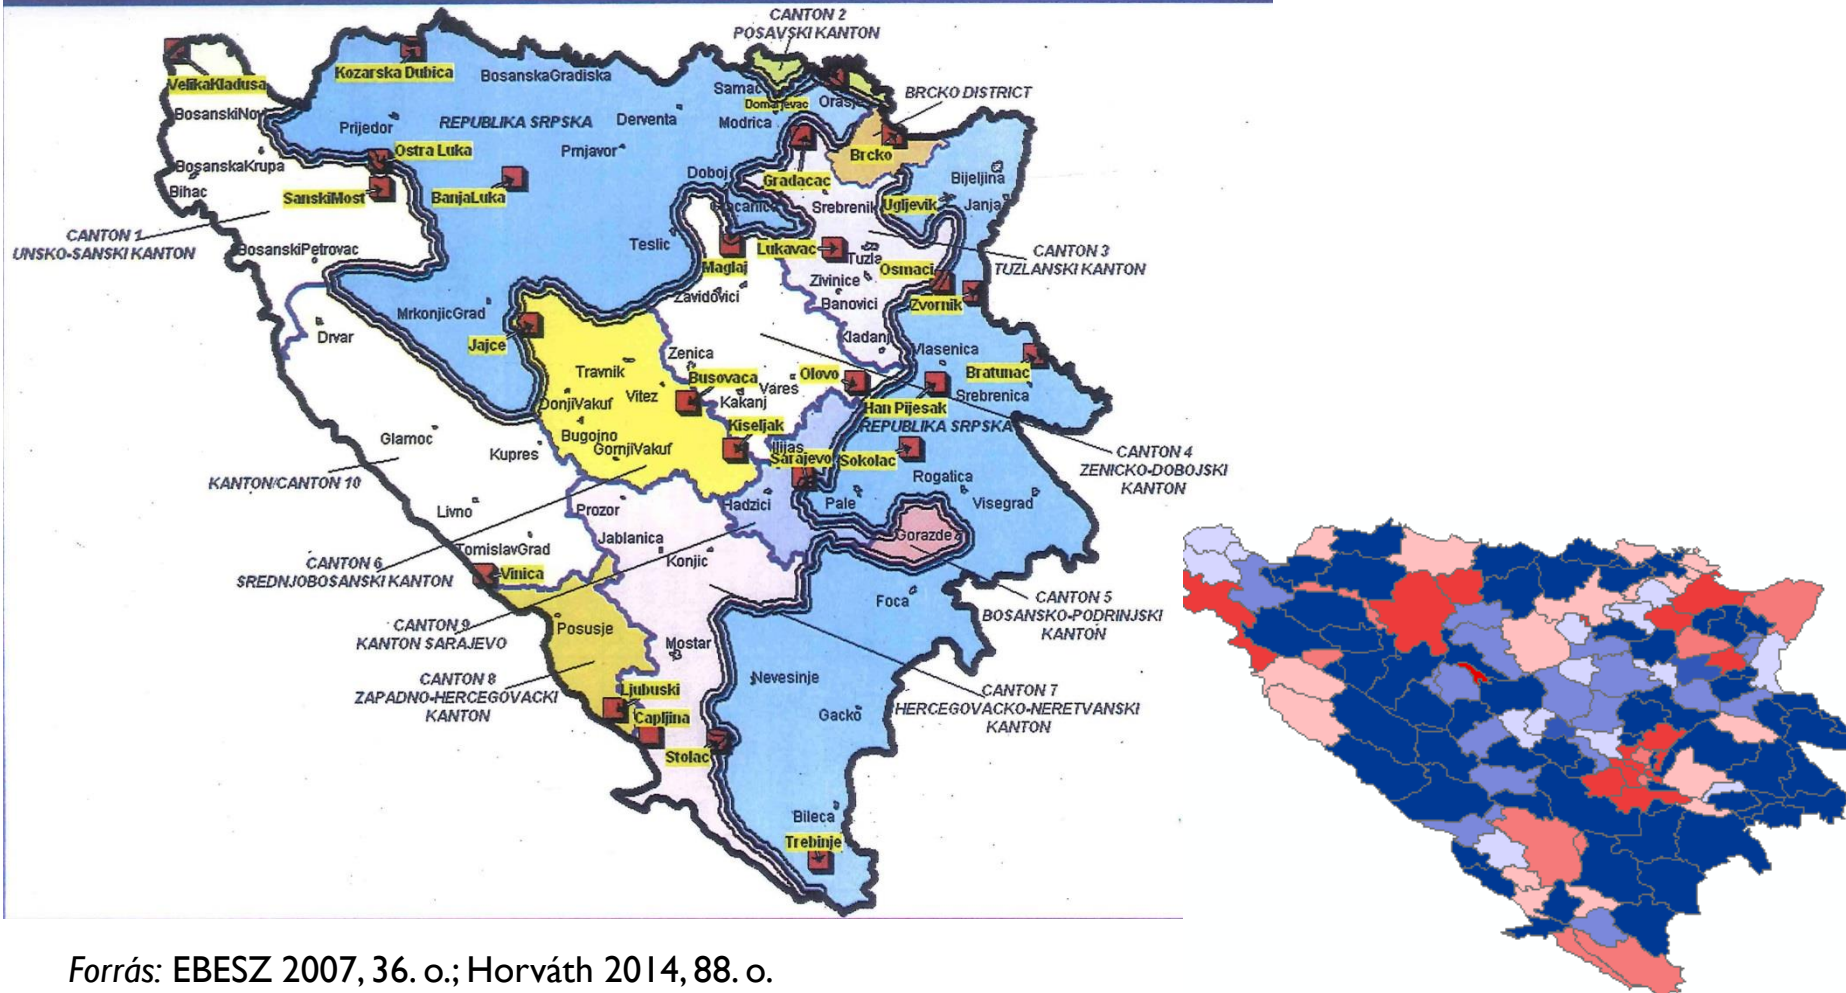 CANTON 2
POSAVSKI KANTON
VelikaKladusa
Kozarska Dubica
BosanskaGradiska
Samac
Domaljevac
Orasje
BRCKO DISTRICT
BosanskiNovi
Prijedor
REPUBLIKA SRPSKA
Derventa
Modrica
Ostra Luka
Prnjavor
Brcko
BosanskaKrupa
Bihac
SanskiMost
BanjaLuka
Doboj
Gradacac
Bijeljina
Gracanica
Srebrenik
Ugljevik
Janja
CANTON 1
UNSKO-SANSKI KANTON
BosanskiPetrovac
Teslic
Maglaj
Lukavac
Tuzla
Osmaci
CANTON 3
TUZLANSKI KANTON
Zavidovici
Zivinice
Banovici
Zvornik
Drvar
MrkonjicGrad
Jajce
Kladanj
Vlasenica
Zenica
Travnik
Busovaca
Vares
Olovo
Bratunac
DonjiVakuf
Vitez
Kakanj
Han Pijesak
Srebrenica
Bugojno
Kiseljak
REPUBLIKA SRPSKA
Glamoc
Kupres
GornjiVakuf
Ilijas
Sarajevo
Sokolac
CANTON 4
ZENICKO-DOBOJSKI
KANTON
KANTON/CANTON 10
Rogatica
Livno
Prozor
Hadzici
Pale
Visegrad
TomislavGrad
Jablanica
Gorazde
CANTON 6
SREDNJOBOSANSKI KANTON
Vinica
Konjic
CANTON 5
BOSANSKO-PODRINJSKI
KANTON
Foca
CANTON 9
KANTON SARAJEVO
Posusje
Mostar
CANTON 8
ZAPADNO-HERCEGOVACKI
KANTON
Ljubuski
Nevesinje
CANTON 7
HERCEGOVACKO-NERETVANSKI
KANTON
Capljina
Gacko
Stolac
Bileca
Trebinje
Forrás: EBESZ 2007, 36. o.; Horváth 2014, 88. o.